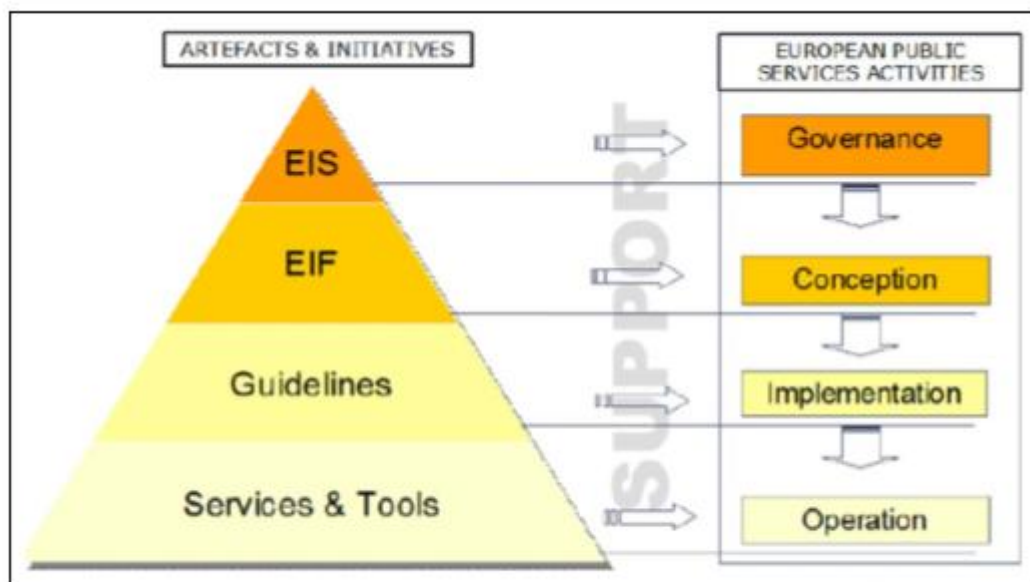 ARTEFACTS & INITIATIVES
EUROPEAN PUBLIC
SERVICES ACTIVITIES
EIS
EIF
Guidelines
Services & Tools
SUPPORT
Governance
Conception
Implementation
Operation